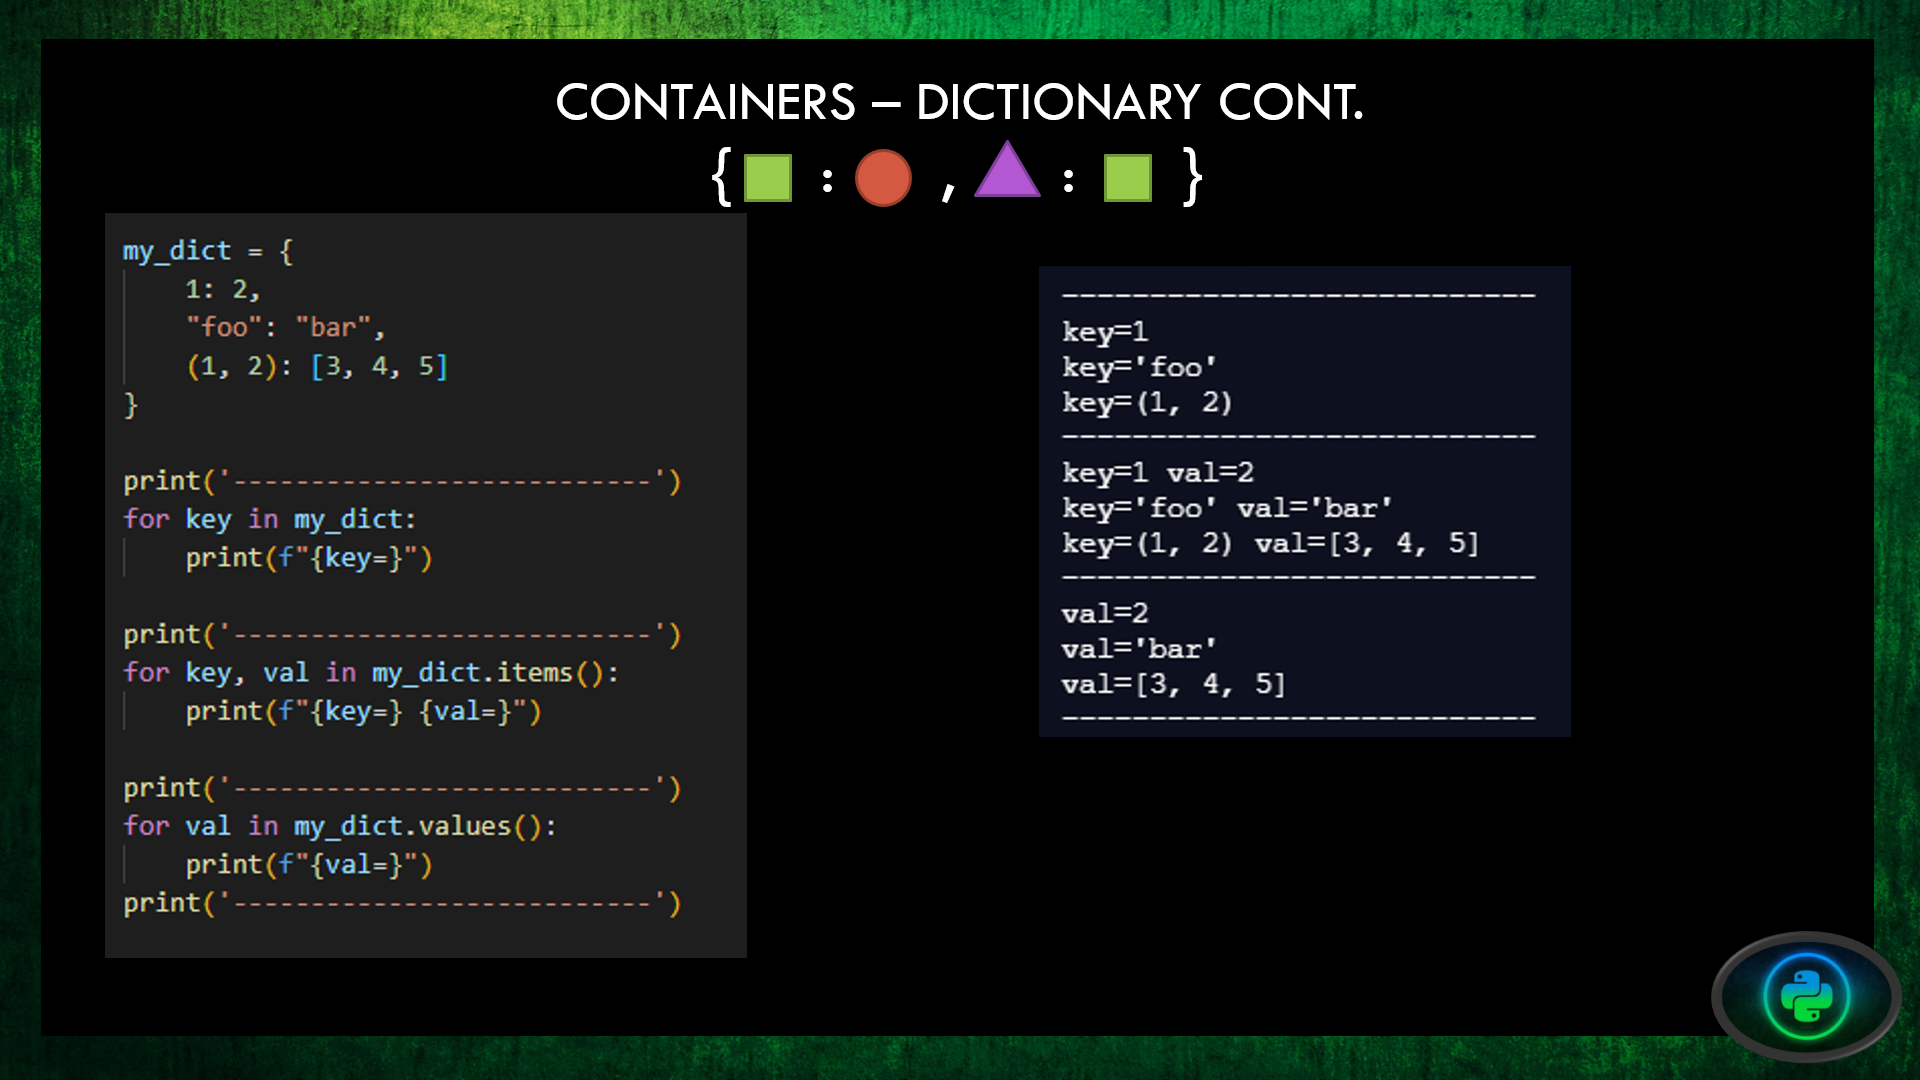 CONTAINERS – DICTIONARY CONT.
{ : , : }
my_dict = {
    1: 2,
    "foo": "bar",
    (1, 2): [3, 4, 5]
}
print('---------------------------')
for key in my_dict:
    print(f"{key=}")
print('---------------------------')
for key, val in my_dict.items():
    print(f"{key=} {val=}")
print('---------------------------')
for val in my_dict.values():
    print(f"{val=}")
print('---------------------------')
---------------------------
key=1
key='foo'
key=(1, 2)
---------------------------
key=1 val=2
key='foo' val='bar'
key=(1, 2) val=[3, 4, 5]
---------------------------
val=2
val='bar'
val=[3, 4, 5]
---------------------------